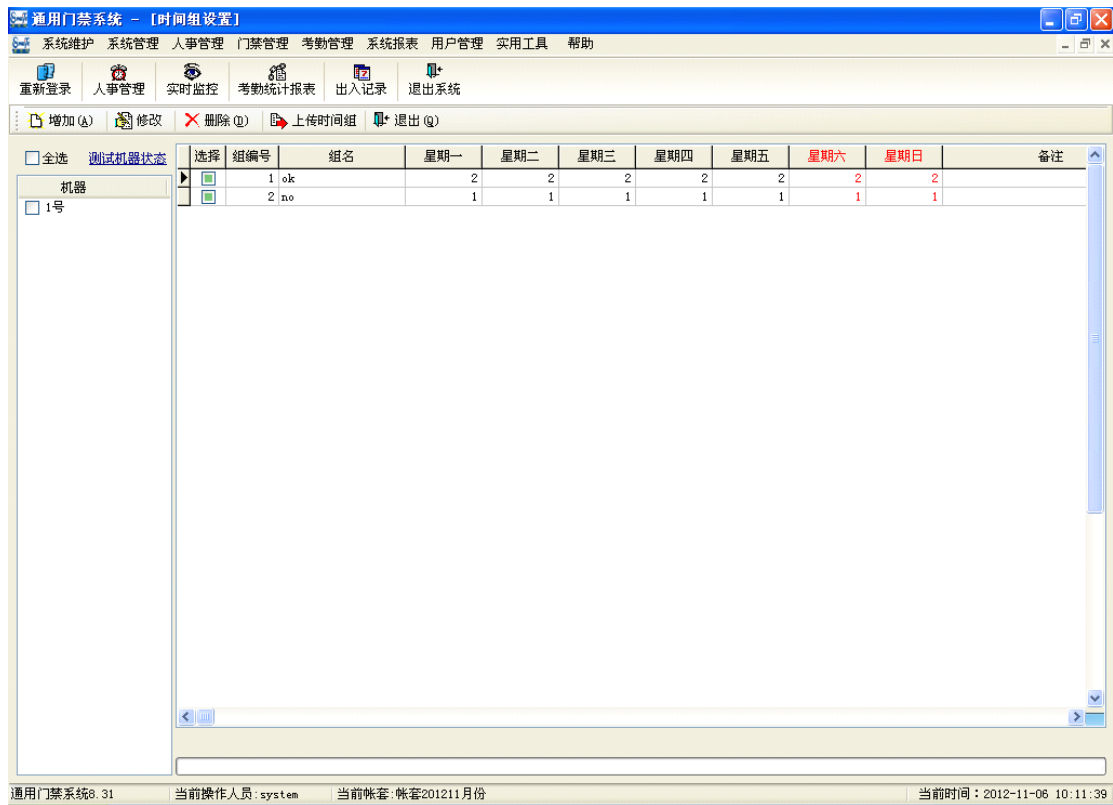 通用门禁系统 - [时间组设置]
系统维护 系统管理 人事管理 门禁管理 考勤管理 系统报表 用户管理 实用工具 帮助
重新登录 人事管理 实时监控 考勤统计报表 出入记录 退出系统
增加(A) 修改 删除(D) 上传时间组 退出(Q)
全选 测试机器状态 选择 组编号 组名 星期一 星期二 星期三 星期四 星期五 星期六 星期日 备注
机器 1 ok 2 2 2 2 2 2 2
1号 2 no 1 1 1 1 1 1 1
通用门禁系统8.31 当前操作人员:system 当前帐套:帐套201211月份 当前时间:2012-11-06 10:11:39